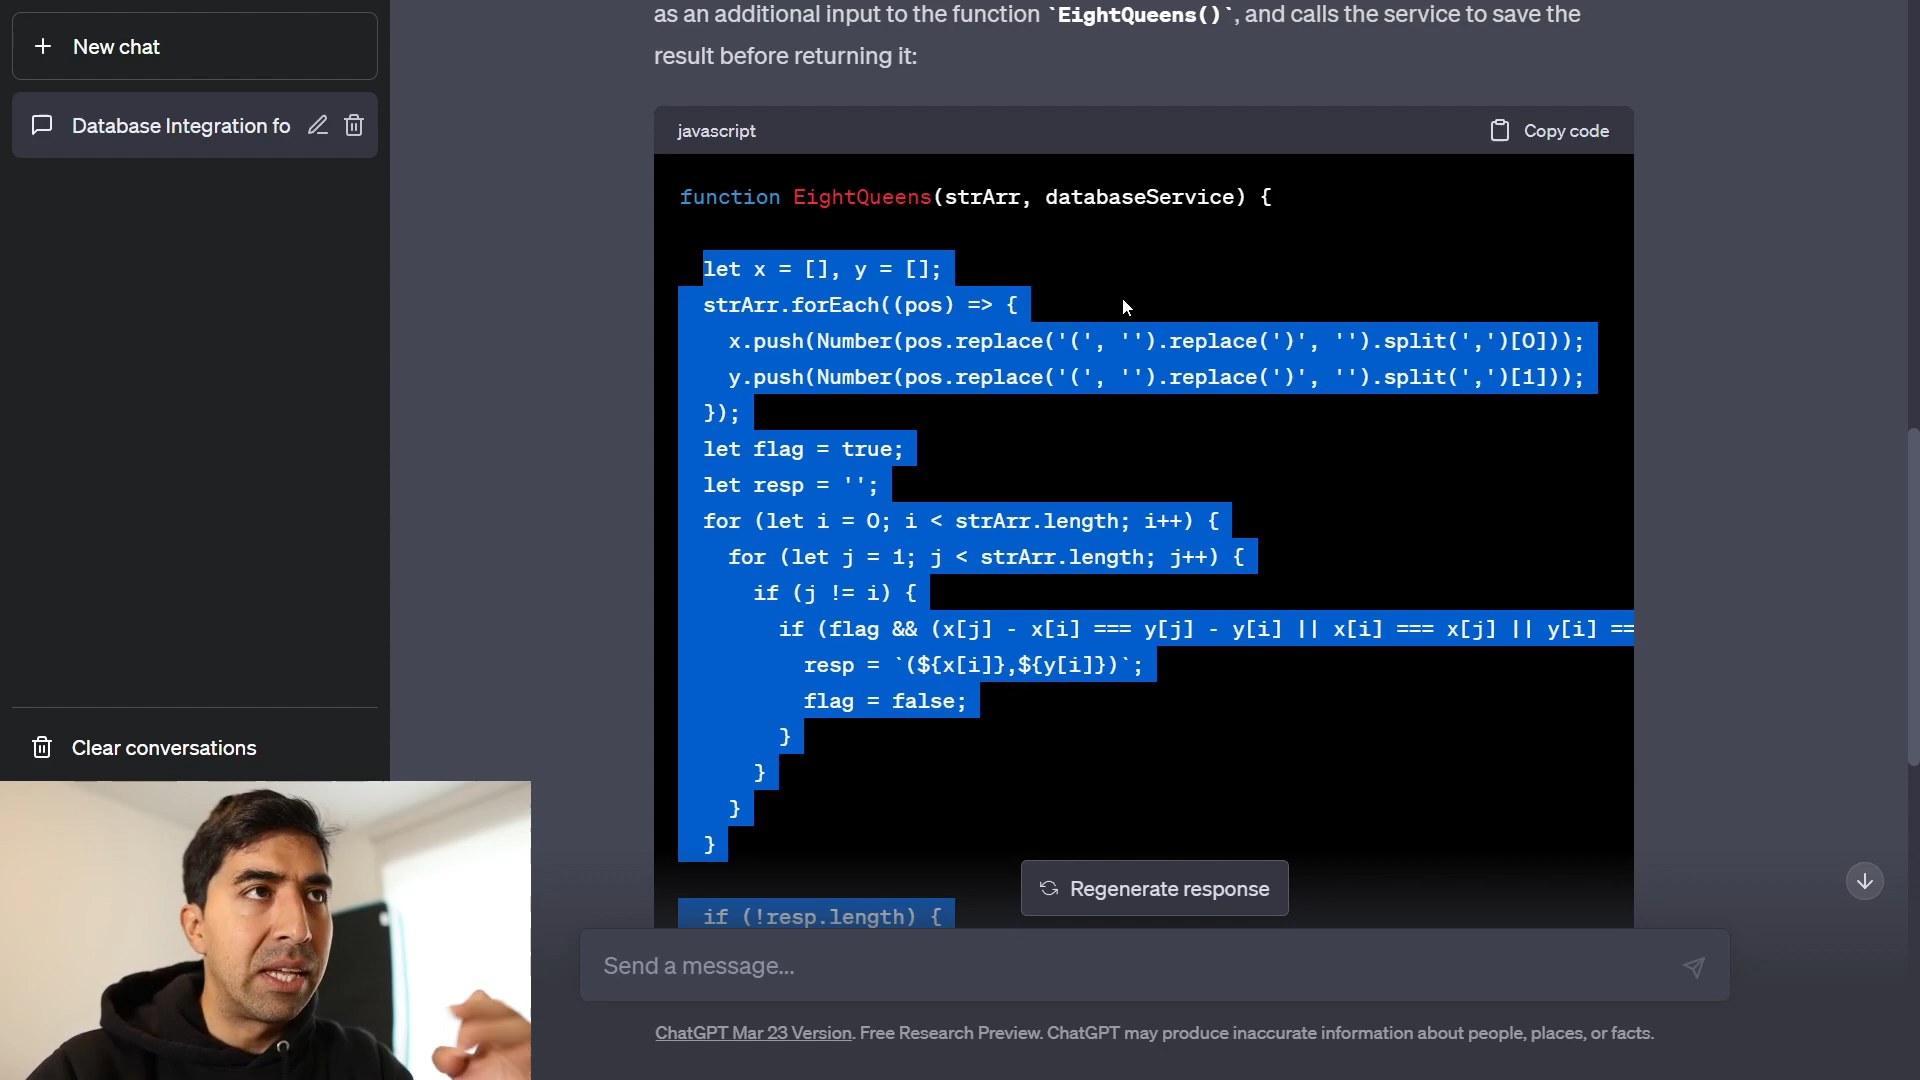 New chat
Database Integration fo
Clear conversations
as an additional input to the function `EightQueens()`, and calls the service to save the
result before returning it:
javascript
Copy code
function EightQueens(strArr, databaseService) {
let x = [], y = [];
strArr.forEach((pos) => {
x.push(Number(pos.replace('(', '').replace(')', '').split(',')[0]));
y.push(Number(pos.replace('(', '').replace(')', '').split(',')[1]));
});
let flag = true;
let resp = '';
for (let i = 0; i < strArr.length; i++) {
for (let j = 1; j < strArr.length; j++) {
if (j != i) {
if (flag && (x[j] - x[i] === y[j] - y[i] || x[i] === x[j] || y[i] ==
resp = `(${x[i]},${y[i]})`;
flag = false;
}
}
}
}
if (!resp.length) {
Regenerate response
Send a message...
ChatGPT Mar 23 Version. Free Research Preview. ChatGPT may produce inaccurate information about people, places, or facts.